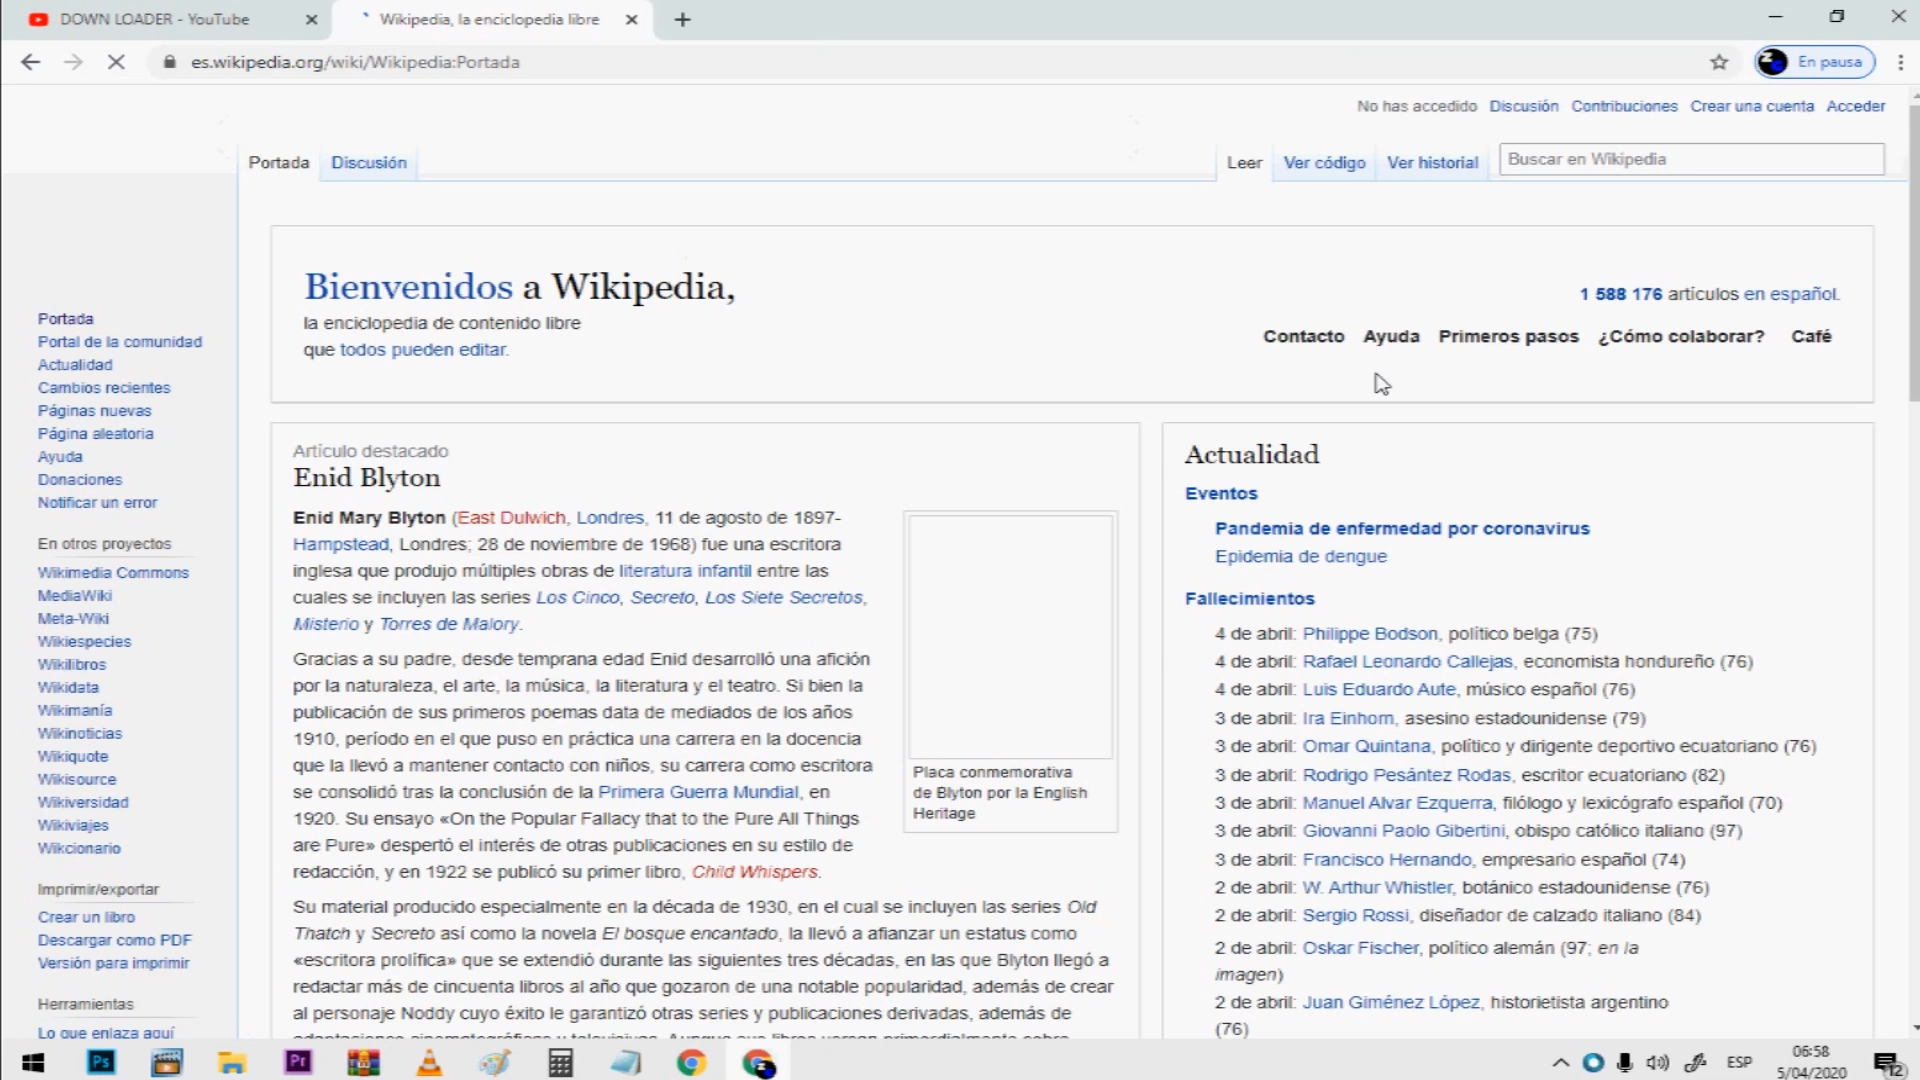 DOWN LOADER - YouTube
Wikipedia, la enciclopedia libre
es.wikipedia.org/wiki/Wikipedia:Portada
En pausa
No has accedido Discusión Contribuciones Crear una cuenta Acceder
Portada Discusión Leer Ver código Ver historial Buscar en Wikipedia
Bienvenidos a Wikipedia,
la enciclopedia de contenido libre
que todos pueden editar.
1 588 176 artículos en español.
Contacto Ayuda Primeros pasos ¿Cómo colaborar? Café
Portada
Portal de la comunidad
Actualidad
Cambios recientes
Páginas nuevas
Página aleatoria
Ayuda
Donaciones
Notificar un error
En otros proyectos
Wikimedia Commons
MediaWiki
Meta-Wiki
Wikiespecies
Wikilibros
Wikidata
Wikimanía
Wikinoticias
Wikiquote
Wikisource
Wikiversidad
Wikiviajes
Wikcionario
Imprimir/exportar
Crear un libro
Descargar como PDF
Versión para imprimir
Herramientas
Lo que enlaza aquí
Artículo destacado
Enid Blyton
Enid Mary Blyton (East Dulwich, Londres, 11 de agosto de 1897-
Hampstead, Londres; 28 de noviembre de 1968) fue una escritora
inglesa que produjo múltiples obras de literatura infantil entre las
cuales se incluyen las series Los Cinco, Secreto, Los Siete Secretos,
Misterio y Torres de Malory.
Gracias a su padre, desde temprana edad Enid desarrolló una afición
por la naturaleza, el arte, la música, la literatura y el teatro. Si bien la
publicación de sus primeros poemas data de mediados de los años
1910, período en el que puso en práctica una carrera en la docencia
que la llevó a mantener contacto con niños, su carrera como escritora
se consolidó tras la conclusión de la Primera Guerra Mundial, en
1920. Su ensayo «On the Popular Fallacy that to the Pure All Things
are Pure» despertó el interés de otras publicaciones en su estilo de
redacción, y en 1922 se publicó su primer libro, Child Whispers.
Placa conmemorativa
de Blyton por la English
Heritage
Su material producido especialmente en la década de 1930, en el cual se incluyen las series Old
Thatch y Secreto así como la novela El bosque encantado, la llevó a afianzar un estatus como
«escritora prolífica» que se extendió durante las siguientes tres décadas, en las que Blyton llegó a
redactar más de cincuenta libros al año que gozaron de una notable popularidad, además de crear
al personaje Noddy cuyo éxito le garantizó otras series y publicaciones derivadas, además de
Actualidad
Eventos
Pandemia de enfermedad por coronavirus
Epidemia de dengue
Fallecimientos
4 de abril: Philippe Bodson, político belga (75)
4 de abril: Rafael Leonardo Callejas, economista hondureño (76)
4 de abril: Luis Eduardo Aute, músico español (76)
3 de abril: Ira Einhorn, asesino estadounidense (79)
3 de abril: Omar Quintana, político y dirigente deportivo ecuatoriano (76)
3 de abril: Rodrigo Pesántez Rodas, escritor ecuatoriano (82)
3 de abril: Manuel Alvar Ezquerra, filólogo y lexicógrafo español (70)
3 de abril: Giovanni Paolo Gibertini, obispo católico italiano (97)
3 de abril: Francisco Hernando, empresario español (74)
2 de abril: W. Arthur Whistler, botánico estadounidense (76)
2 de abril: Sergio Rossi, diseñador de calzado italiano (84)
2 de abril: Oskar Fischer, político alemán (97; en la
imagen)
2 de abril: Juan Giménez López, historietista argentino
(76)
Ps
Pr
ESP
06:58
5/04/2020
12